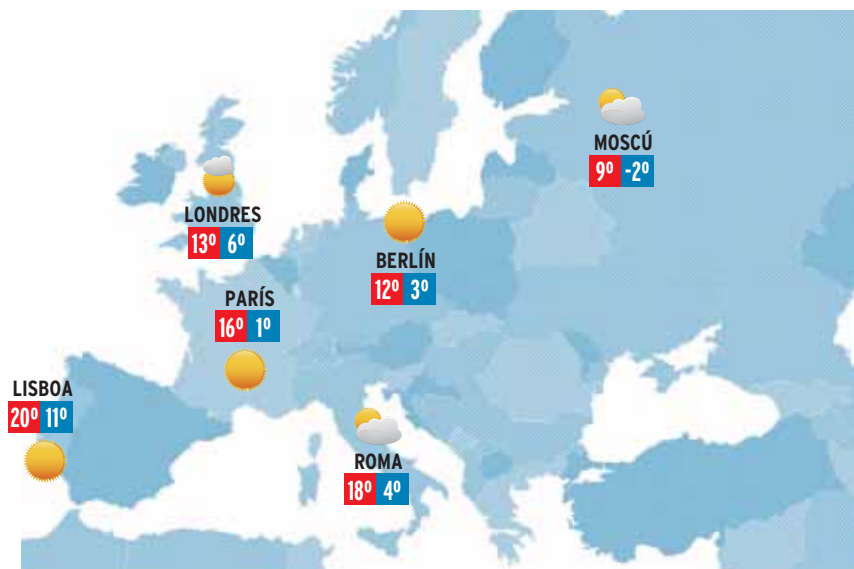 MOSCÚ
9º -2º
LONDRES
13º 6º
BERLÍN
12º 3º
PARÍS
16º 1º
LISBOA
20º 11º
ROMA
18º 4º